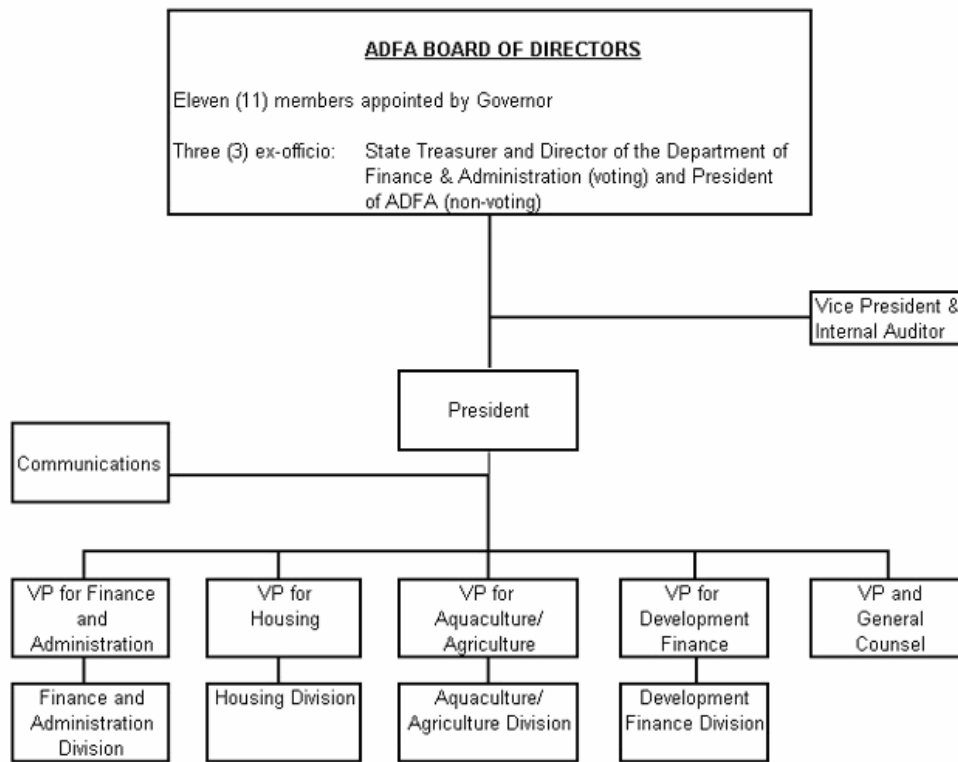 ADFA BOARD OF DIRECTORS
Eleven (11) members appointed by Governor
Three (3) ex-officio: State Treasurer and Director of the Department of
Finance & Administration (voting) and President
of ADFA (non-voting)
Vice President &
Internal Auditor
President
Communications
VP for Finance
and
Administration
VP for
Housing
VP for
Aquaculture/
Agriculture
VP for
Development
Finance
VP and
General
Counsel
Finance and
Administration
Division
Housing Division
Aquaculture/
Agriculture Division
Development
Finance Division